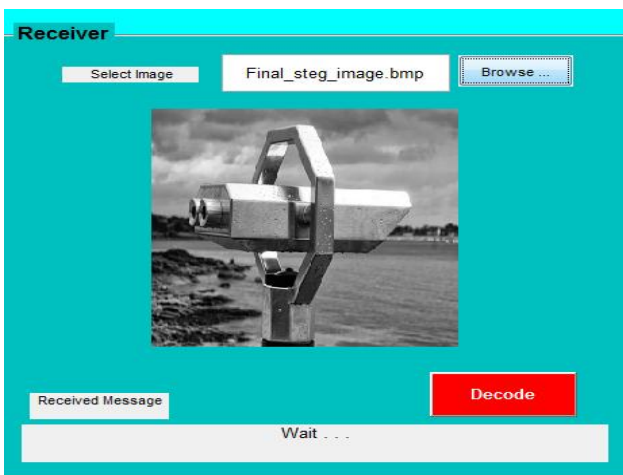 Receiver
Select Image
Final_steg_image.bmp
Browse ...
Received Message
Decode
Wait . . .